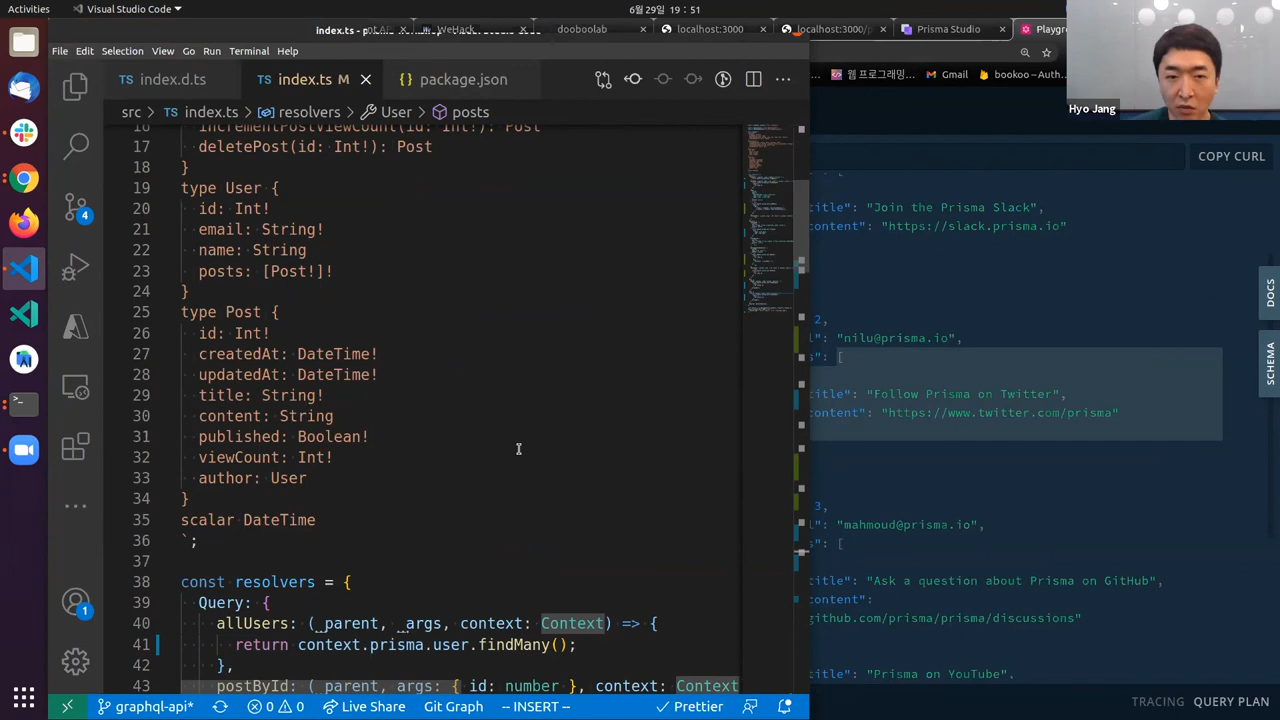 Activities
Visual Studio Code
6월29일 19:51
index.ts
WeHack
dooboolab
localhost:3000
localhost:3000/
Prisma Studio
Playgr
File Edit Selection View Go Run Terminal Help
웹 프로그래밍...
Gmail
bookoo – Auth...
Hyo Jang
TS index.d.ts
TS index.ts M
{} package.json
src > TS index.ts > resolvers > User > posts
COPY CURL
16 incrementPostViewCount(id: Int!): Post
17 deletePost(id: Int!): Post
18 }
19 type User {
20 id: Int!
21 email: String!
22 name: String
23 posts: [Post!]!
24 }
25 type Post {
26 id: Int!
27 createdAt: DateTime!
28 updatedAt: DateTime!
29 title: String!
30 content: String
31 published: Boolean!
32 viewCount: Int!
33 author: User
34 }
35 scalar DateTime
36 `;
37
38 const resolvers = {
39 Query: {
40 allUsers: (_parent, _args, context: Context) => {
41 return context.prisma.user.findMany();
42 },
43 postById: (_parent, args: { id: number }, context: Context
title": "Join the Prisma Slack",
content": "https://slack.prisma.io"
2,
l": "nilu@prisma.io",
s": [
title": "Follow Prisma on Twitter",
content": "https://www.twitter.com/prisma"
3,
l": "mahmoud@prisma.io",
s": [
title": "Ask a question about Prisma on GitHub",
content":
github.com/prisma/prisma/discussions"
title": "Prisma on YouTube",
DOCS
SCHEMA
4
1
graphql-api*
0 0
Live Share
Git Graph
-- INSERT --
Prettier
TRACING
QUERY PLAN